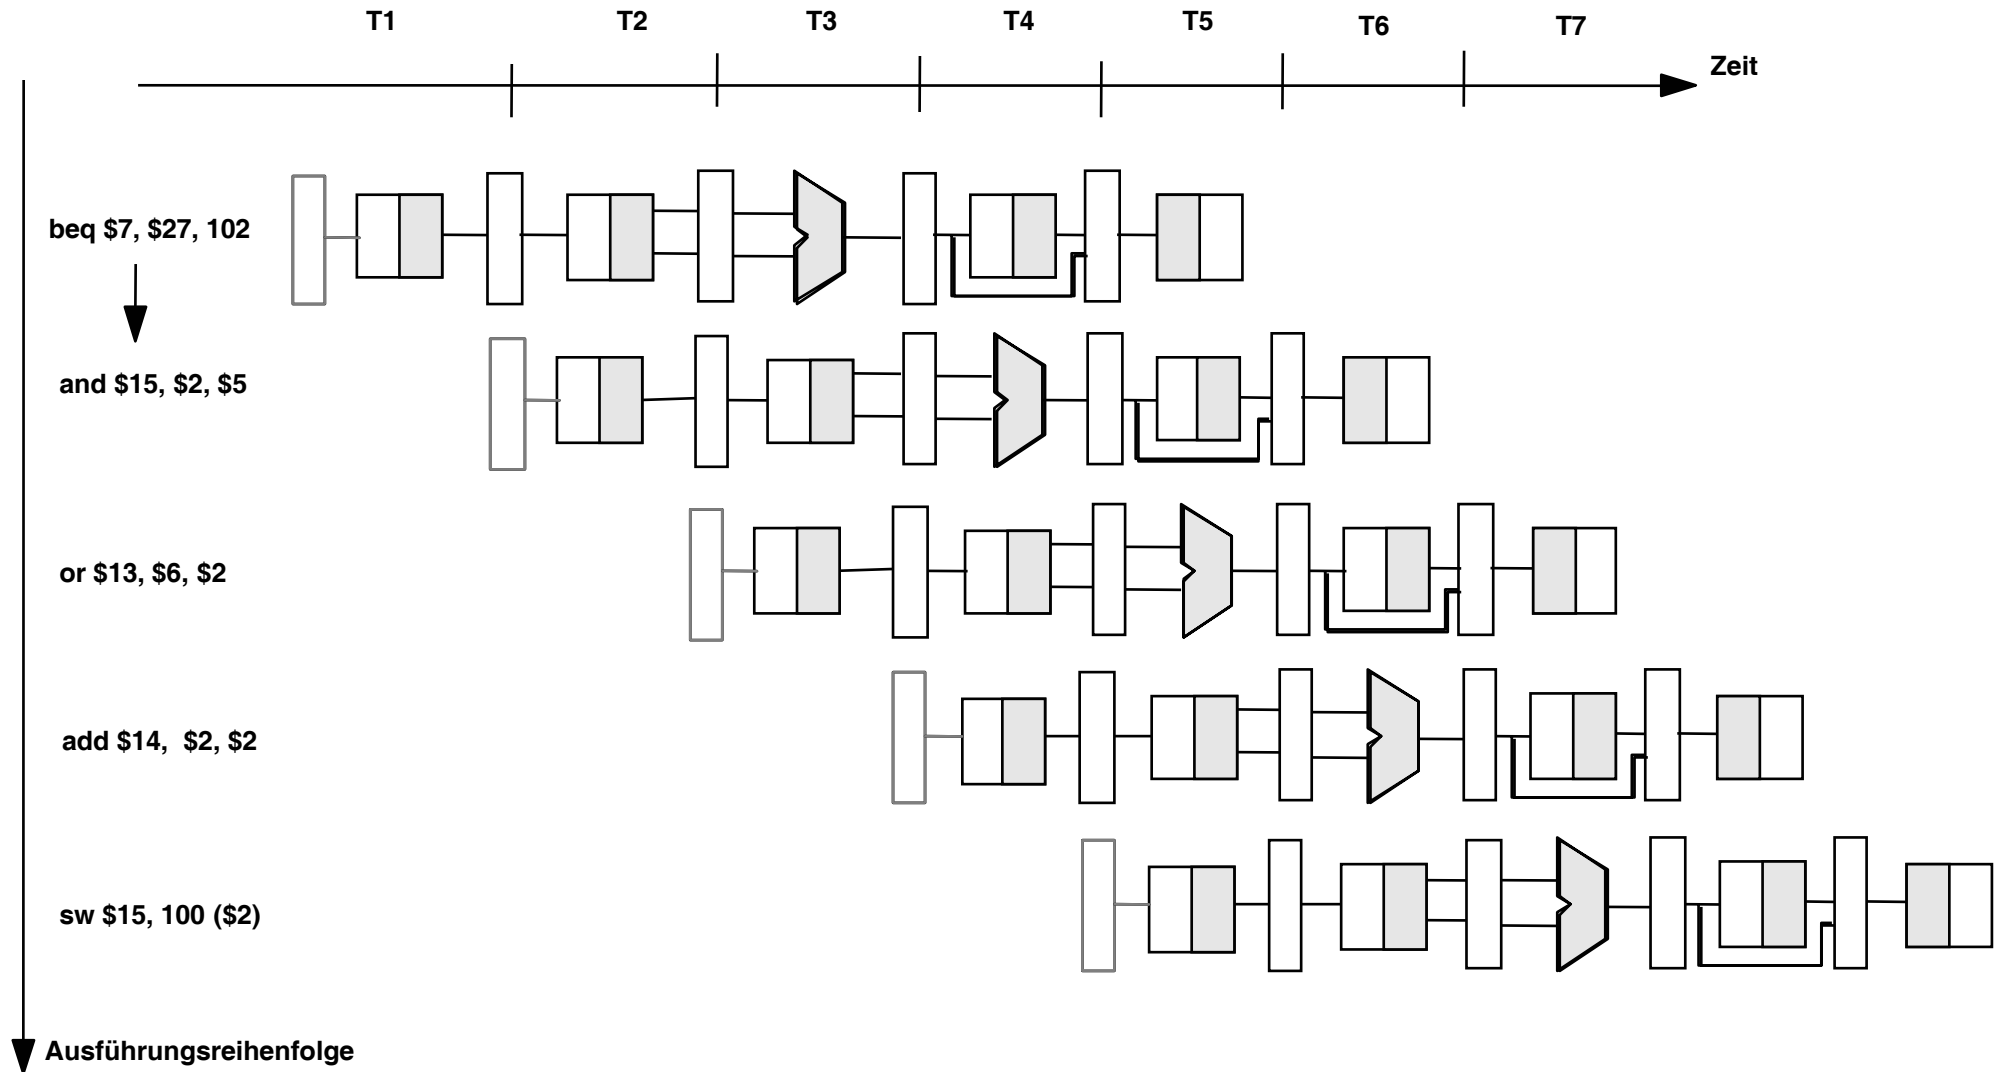 T1 T2 T3 T4 T5 T6 T7
Zeit
beq $7, $27, 102
and $15, $2, $5
or $13, $6, $2
add $14, $2, $2
sw $15, 100 ($2)
Ausführungsreihenfolge